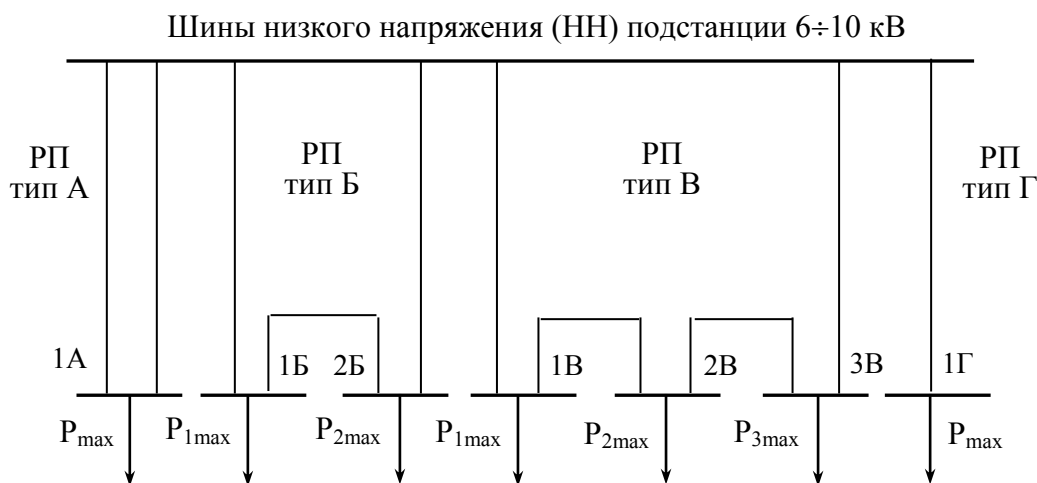 Шины низкого напряжения (НН) подстанции 6÷10 кВ
РП
тип А
РП
тип Б
РП
тип В
РП
тип Г
1А
1Б
2Б
1В
2В
3В
1Г
Pmax
P1max
P2max
P1max
P2max
P3max
Pmax